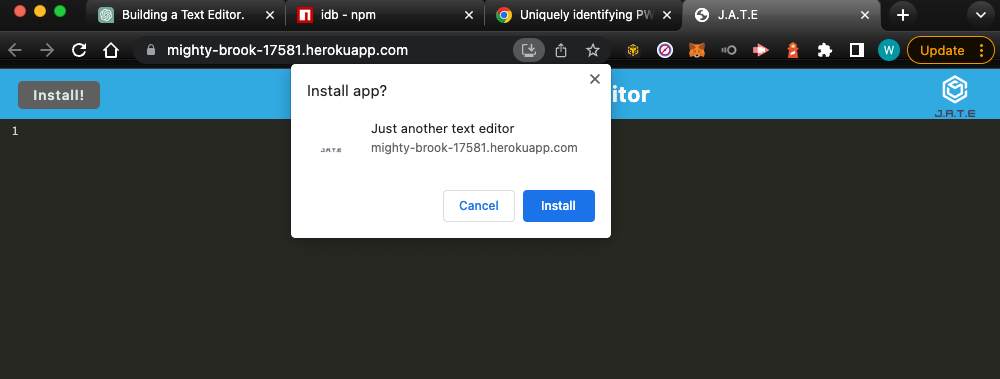 Building a Text Editor.
idb - npm
Uniquely identifying PW
J.A.T.E
mighty-brook-17581.herokuapp.com
W
Update
Install!
itor
J.A.T.E
Install app?
Just another text editor
J.A.T.E
mighty-brook-17581.herokuapp.com
Cancel
Install
1